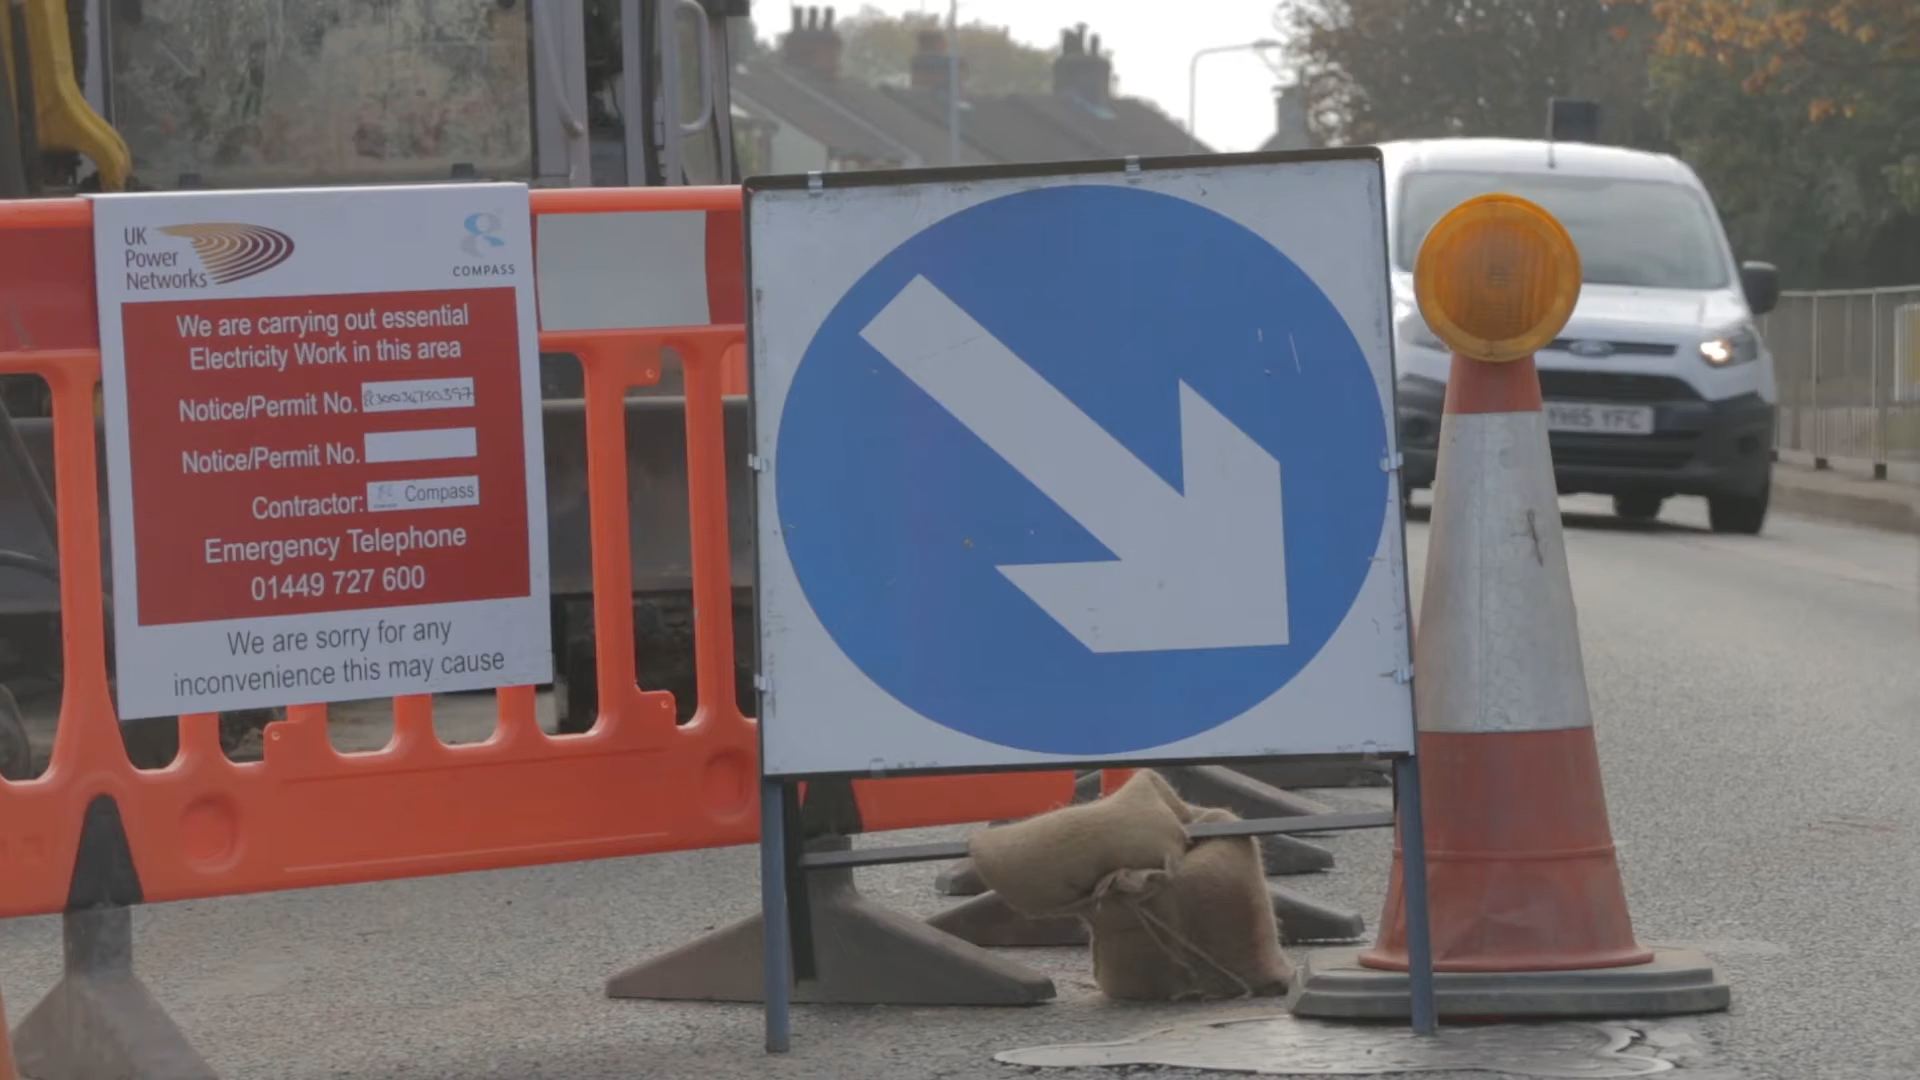 UK
Power
Networks
COMPASS
We are carrying out essential
Electricity Work in this area
Notice/Permit No.
Notice/Permit No.
Contractor: Compass
Emergency Telephone
01449 727 600
We are sorry for any
inconvenience this may cause
YFC